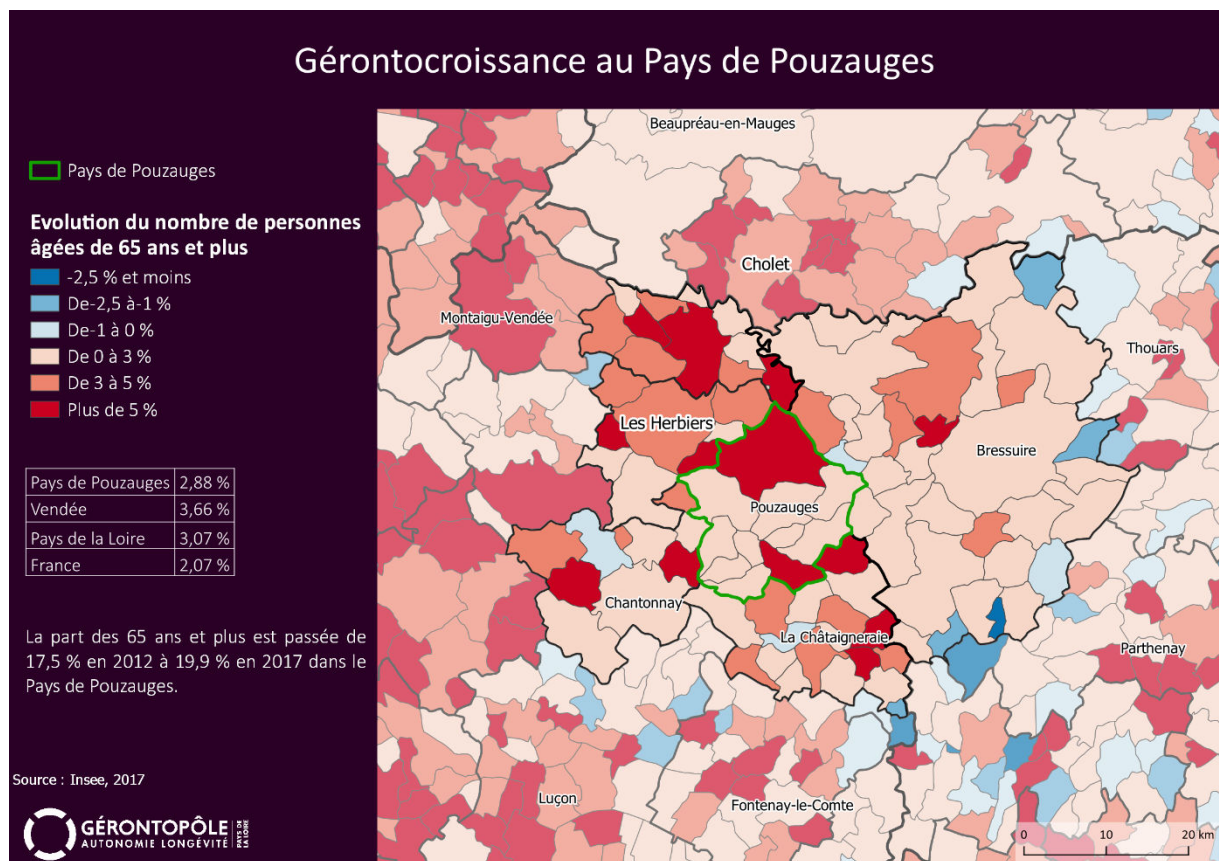 Gérontocroissance au Pays de Pouzauges
Pays de Pouzauges
Evolution du nombre de personnes
âgées de 65 ans et plus
-2,5 % et moins
De-2,5 à-1 %
De-1 à 0 %
De 0 à 3 %
De 3 à 5 %
Plus de 5 %
Pays de Pouzauges 2,88 %
Vendée 3,66 %
Pays de la Loire 3,07 %
France 2,07 %
La part des 65 ans et plus est passée de
17,5 % en 2012 à 19,9 % en 2017 dans le
Pays de Pouzauges.
Source : Insee, 2017
GÉRONTOPÔLE
AUTONOMIE LONGÉVITÉ
PAYS DE
LA LOIRE
Beaupréau-en-Mauges
Cholet
Montaigu-Vendée
Thouars
Les Herbiers
Bressuire
Pouzauges
Chantonnay
La Châtaigneraie
Parthenay
Luçon
Fontenay-le-Comte
0 10 20 km